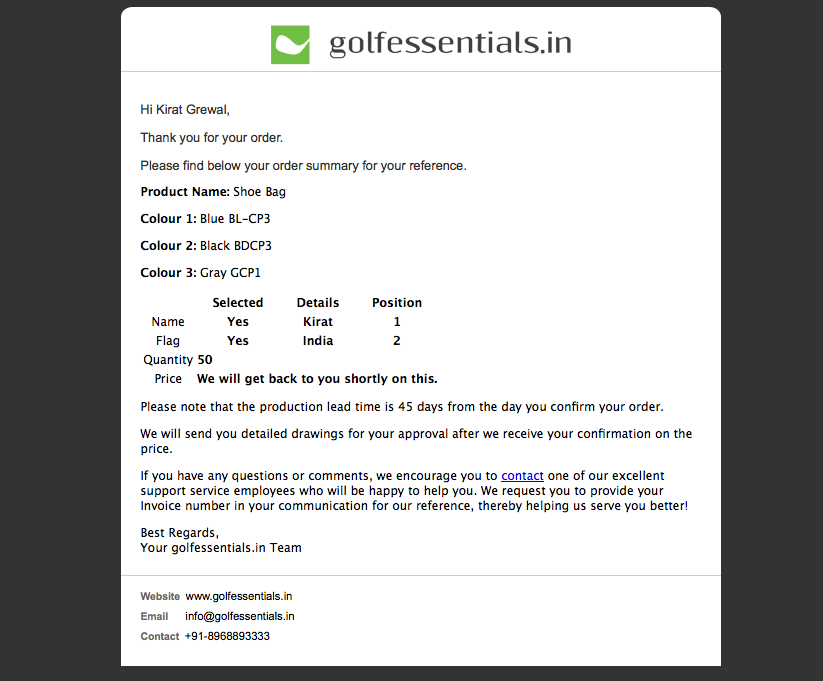 golfessentials.in
Hi Kirat Grewal,
Thank you for your order.
Please find below your order summary for your reference.
Product Name: Shoe Bag
Colour 1: Blue BL-CP3
Colour 2: Black BDCP3
Colour 3: Gray GCP1
Selected Details Position
Name Yes Kirat 1
Flag Yes India 2
Quantity 50
Price We will get back to you shortly on this.
Please note that the production lead time is 45 days from the day you confirm your order.
We will send you detailed drawings for your approval after we receive your confirmation on the
price.
If you have any questions or comments, we encourage you to contact one of our excellent
support service employees who will be happy to help you. We request you to provide your
Invoice number in your communication for our reference, thereby helping us serve you better!
Best Regards,
Your golfessentials.in Team
Website www.golfessentials.in
Email info@golfessentials.in
Contact +91-8968893333